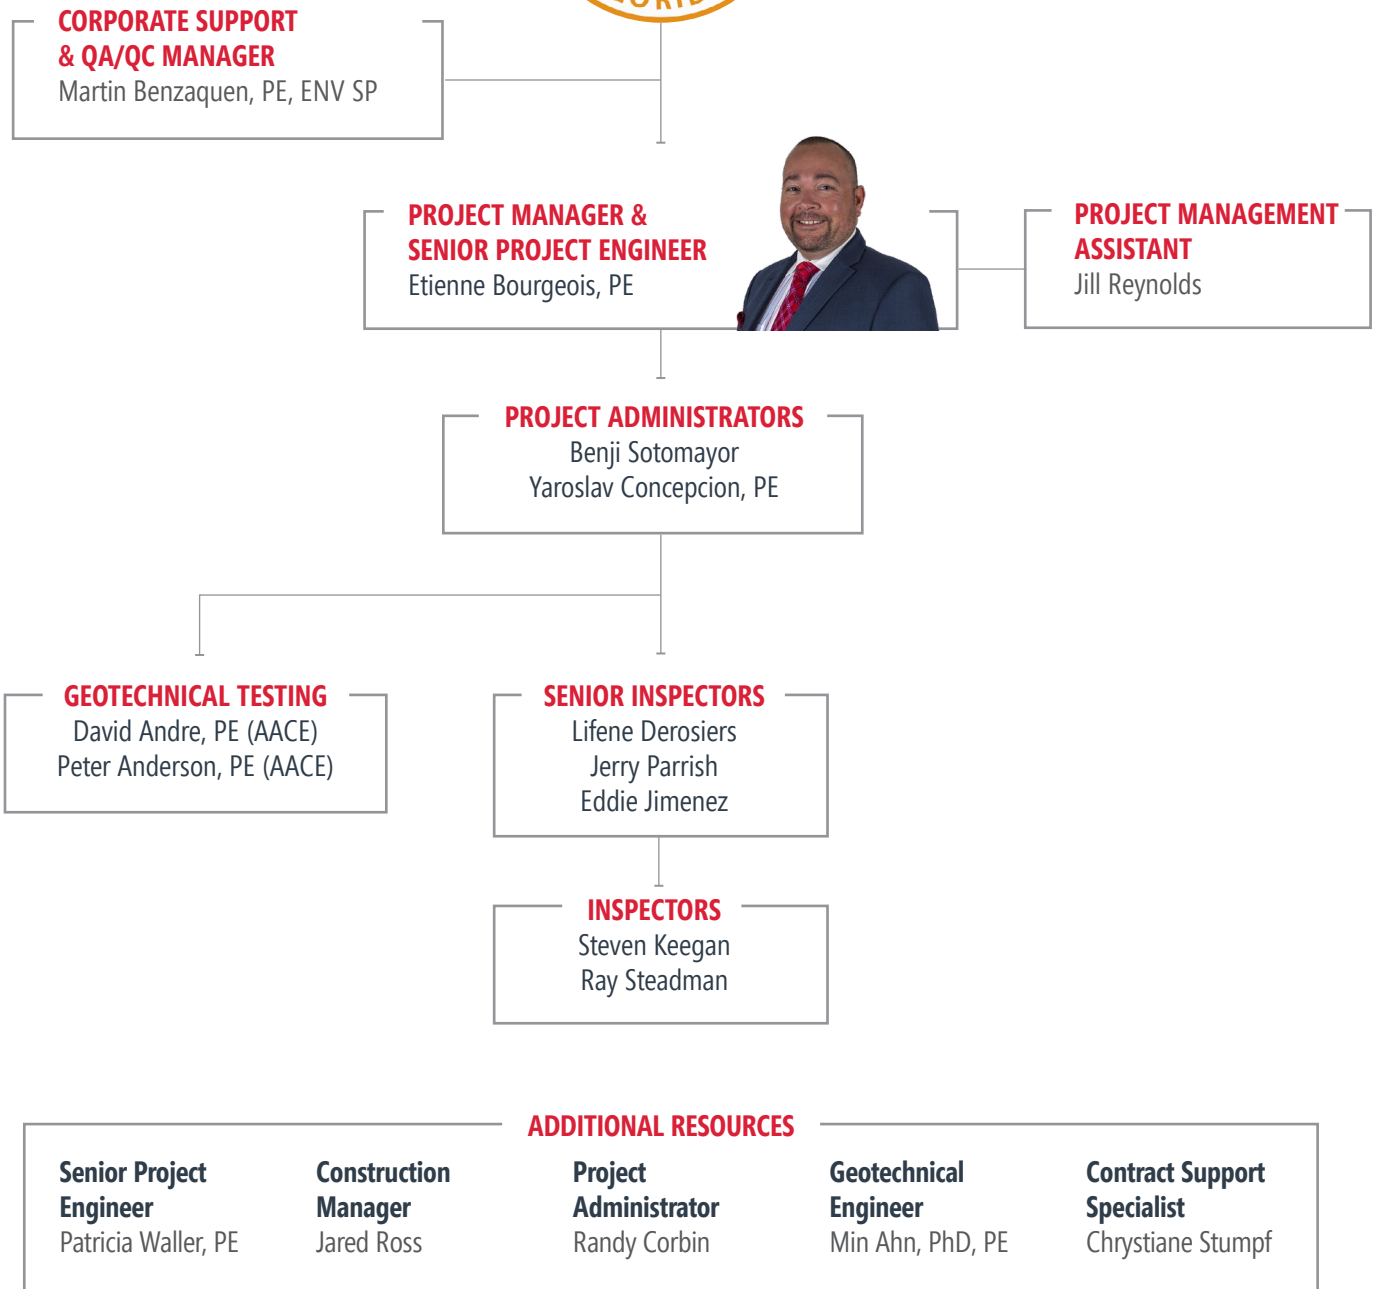 CORPORATE SUPPORT
& QA/QC MANAGER
Martin Benzaquen, PE, ENV SP
PROJECT MANAGER &
SENIOR PROJECT ENGINEER
Etienne Bourgeois, PE
PROJECT MANAGEMENT
ASSISTANT
Jill Reynolds
PROJECT ADMINISTRATORS
Benji Sotomayor
Yaroslav Concepcion, PE
GEOTECHNICAL TESTING
David Andre, PE (AACE)
Peter Anderson, PE (AACE)
SENIOR INSPECTORS
Lifene Derosiers
Jerry Parrish
Eddie Jimenez
INSPECTORS
Steven Keegan
Ray Steadman
ADDITIONAL RESOURCES
Senior Project
Engineer
Patricia Waller, PE
Construction
Manager
Jared Ross
Project
Administrator
Randy Corbin
Geotechnical
Engineer
Min Ahn, PhD, PE
Contract Support
Specialist
Chrystiane Stumpf